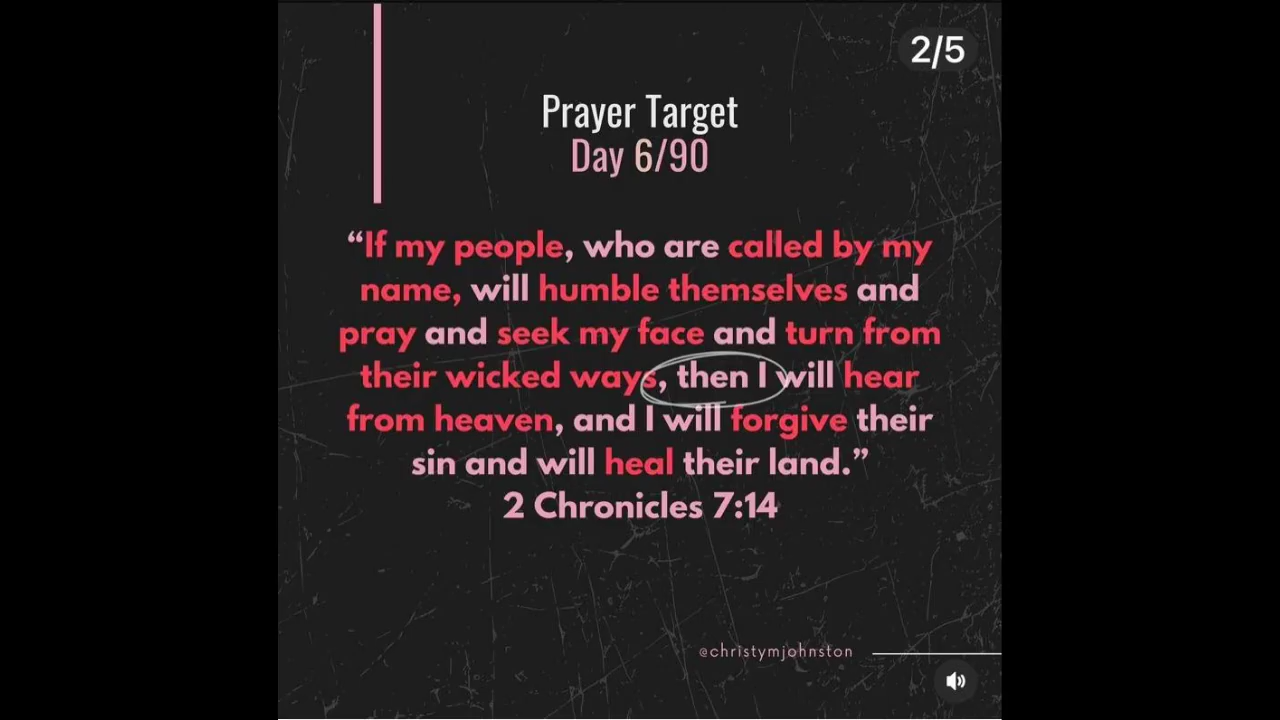 2/5
Prayer Target
Day 6/90
“If my people, who are called by my
name, will humble themselves and
pray and seek my face and turn from
their wicked ways, then I will hear
from heaven, and I will forgive their
sin and will heal their land.”
2 Chronicles 7:14
@christymjohnston